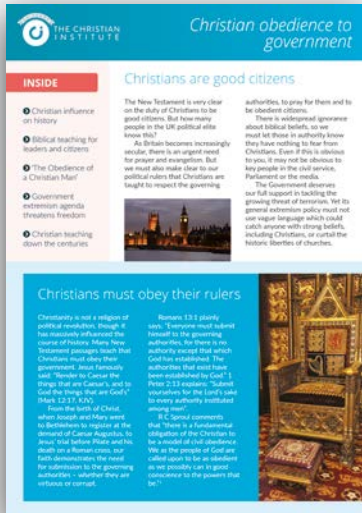 THE CHRISTIAN
INSTITUTE
Christian obedience to
government
INSIDE
Christian influence
on history
Biblical teaching for
leaders and citizens
'The Obedience of
a Christian Man'
Government
extremism agenda
threatens freedom
Christian teaching
down the centuries
Christians are good citizens
The New Testament is very clear
on the duty of Christians to be
good citizens. But how many
people in the UK political elite
know this?
As Britain becomes increasingly
secular, there is an urgent need
for prayer and evangelism. But
we must also make clear to our
political rulers that Christians are
taught to respect the governing
authorities, to pray for them and to
be obedient citizens.
There is widespread ignorance
about biblical beliefs, so we
must let those in authority know
they have nothing to fear from
Christians. Even if this is obvious
to you, it may not be obvious to
key people in the civil service,
Parliament or the media.
The Government deserves
our full support in tackling the
growing threat of terrorism. Yet its
general extremism policy must not
use vague language which could
catch anyone with strong beliefs,
including Christians, or curtail the
historic liberties of churches.
Christians must obey their rulers
Christianity is not a religion of
political revolution, though it
has massively influenced the
course of history. Many New
Testament passages teach that
Christians must obey their
government. Jesus famously
said: "Render to Caesar the
things that are Caesar's, and to
God the things that are God's"
(Mark 12:17, KJV).
From the birth of Christ,
when Joseph and Mary went
to Bethlehem to register at the
demand of Caesar Augustus, to
Jesus' trial before Pilate and his
death on a Roman cross, our
faith demonstrates the need
for submission to the governing
authorities – whether they are
virtuous or corrupt.
Romans 13:1 plainly
says: "Everyone must submit
himself to the governing
authorities, for there is no
authority except that which
God has established. The
authorities that exist have
been established by God." 1
Peter 2:13 explains: "Submit
yourselves for the Lord's sake
to every authority instituted
among men".
R C Sproul comments
that "there is a fundamental
obligation of the Christian to
be a model of civil obedience.
We as the people of God are
called upon to be as obedient
as we possibly can in good
conscience to the powers that
be."¹